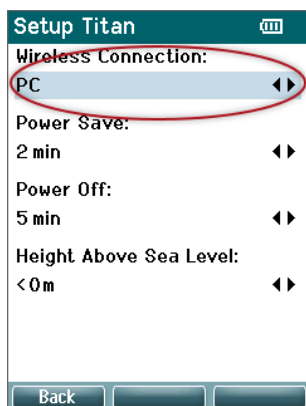 Setup Titan
Wireless Connection:
PC
Power Save:
2 min
Power Off:
5 min
Height Above Sea Level:
<0m
Back